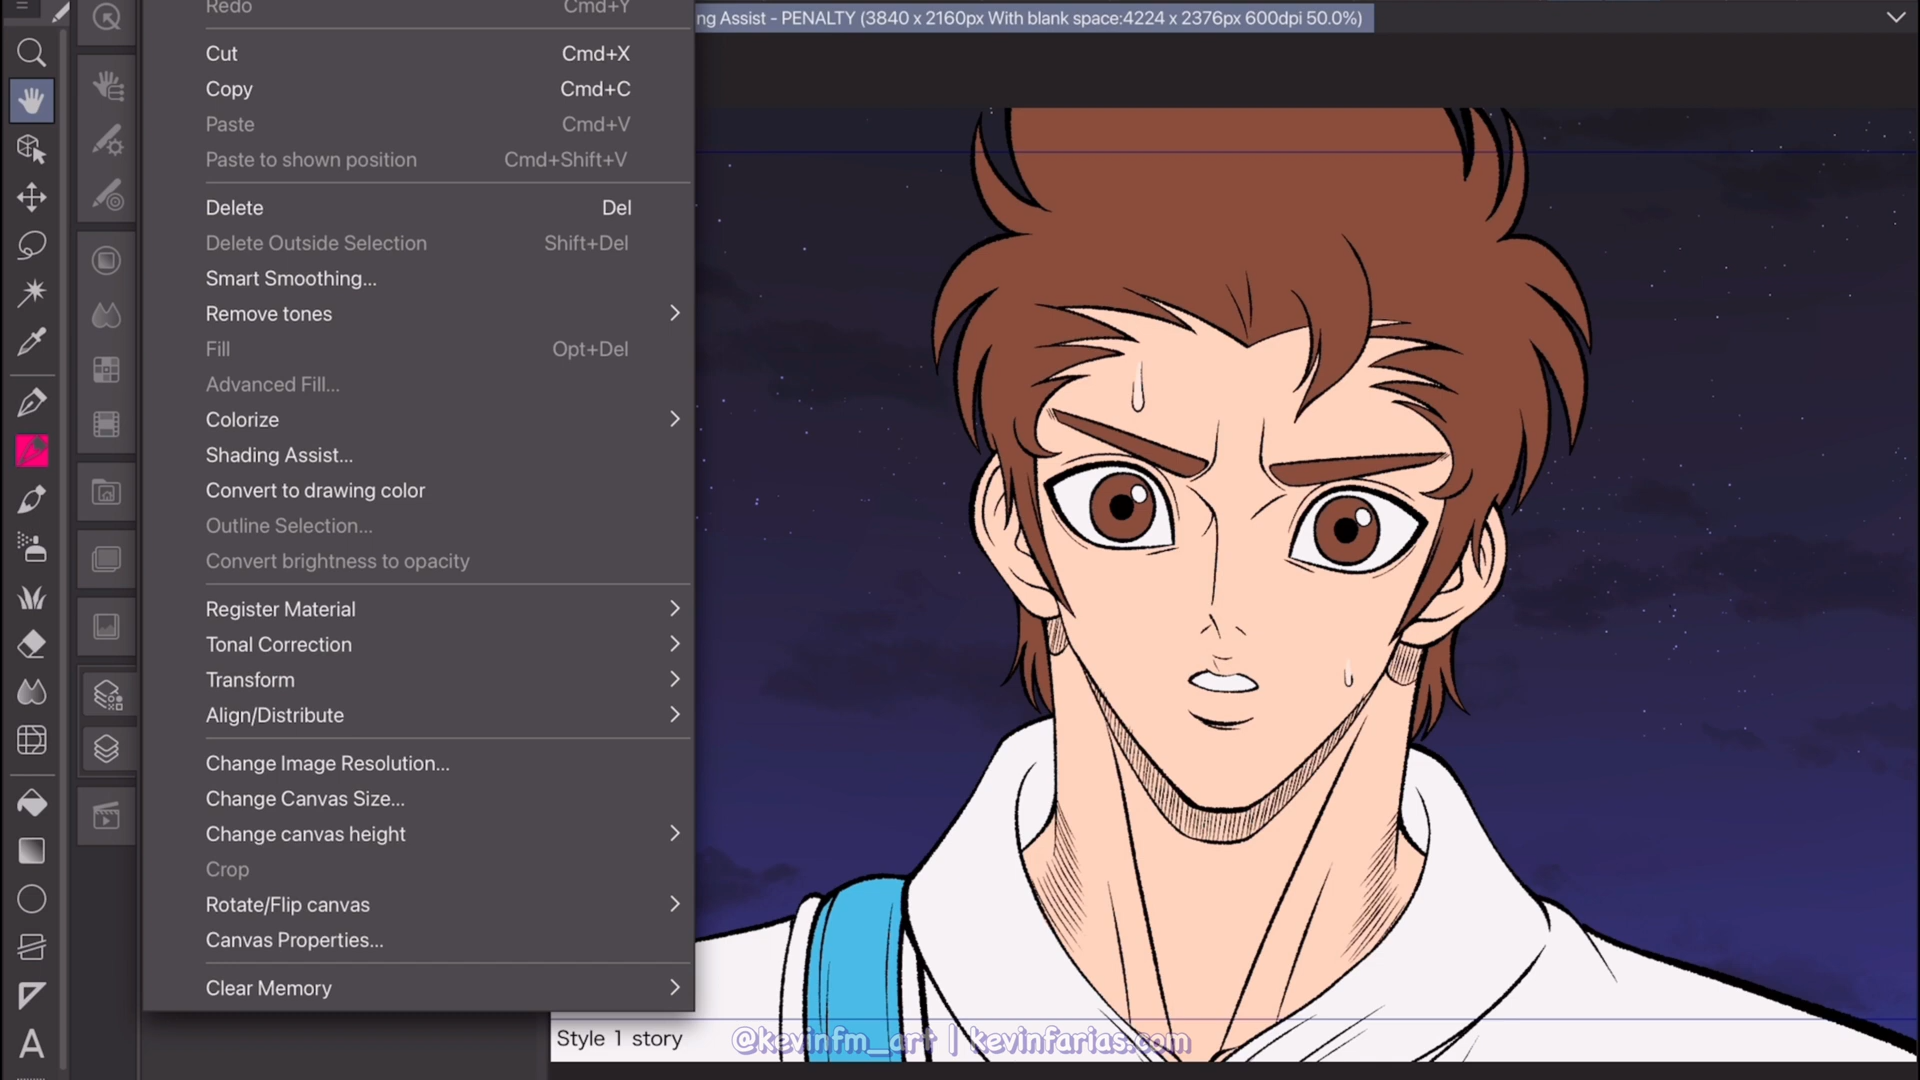 Redo Cmd+Y
ng Assist - PENALTY (3840 x 2160px With blank space:4224 x 2376px 600dpi 50.0%)
Cut Cmd+X
Copy Cmd+C
Paste Cmd+V
Paste to shown position Cmd+Shift+V
Delete Del
Delete Outside Selection Shift+Del
Smart Smoothing...
Remove tones
Fill Opt+Del
Advanced Fill...
Colorize
Shading Assist...
Convert to drawing color
Outline Selection...
Convert brightness to opacity
Register Material
Tonal Correction
Transform
Align/Distribute
Change Image Resolution...
Change Canvas Size...
Change canvas height
Crop
Rotate/Flip canvas
Canvas Properties...
Clear Memory
Style 1 story
@kevinfm_art | kevinfarias.com